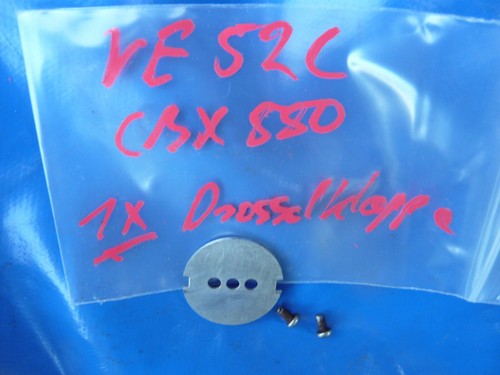 VE 52C
CBX 550
1x Drosselklappe